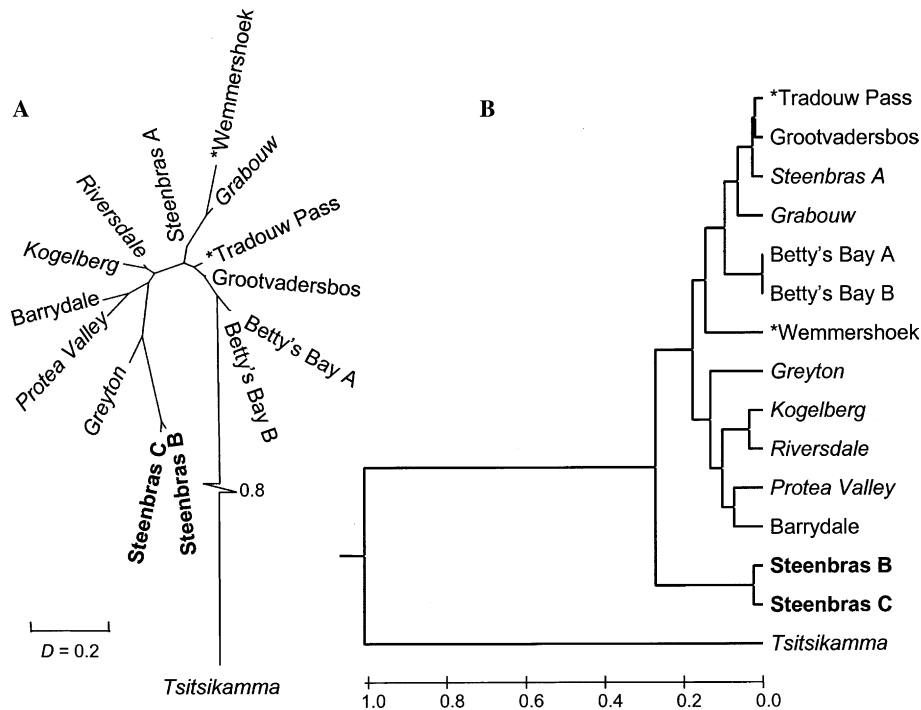 A
*Wemmershoek
Steenbras A
Grabouw
Riversdale
*Tradouw Pass
Kogelberg
Grootvadersbos
Barrydale
Betty's Bay A
Protea Valley
Betty's Bay B
Greyton
Steenbras C
Steenbras B
0.8
D = 0.2
Tsitsikamma
B
*Tradouw Pass
Grootvadersbos
Steenbras A
Grabouw
Betty's Bay A
Betty's Bay B
*Wemmershoek
Greyton
Kogelberg
Riversdale
Protea Valley
Barrydale
Steenbras B
Steenbras C
Tsitsikamma
1.0 0.8 0.6 0.4 0.2 0.0